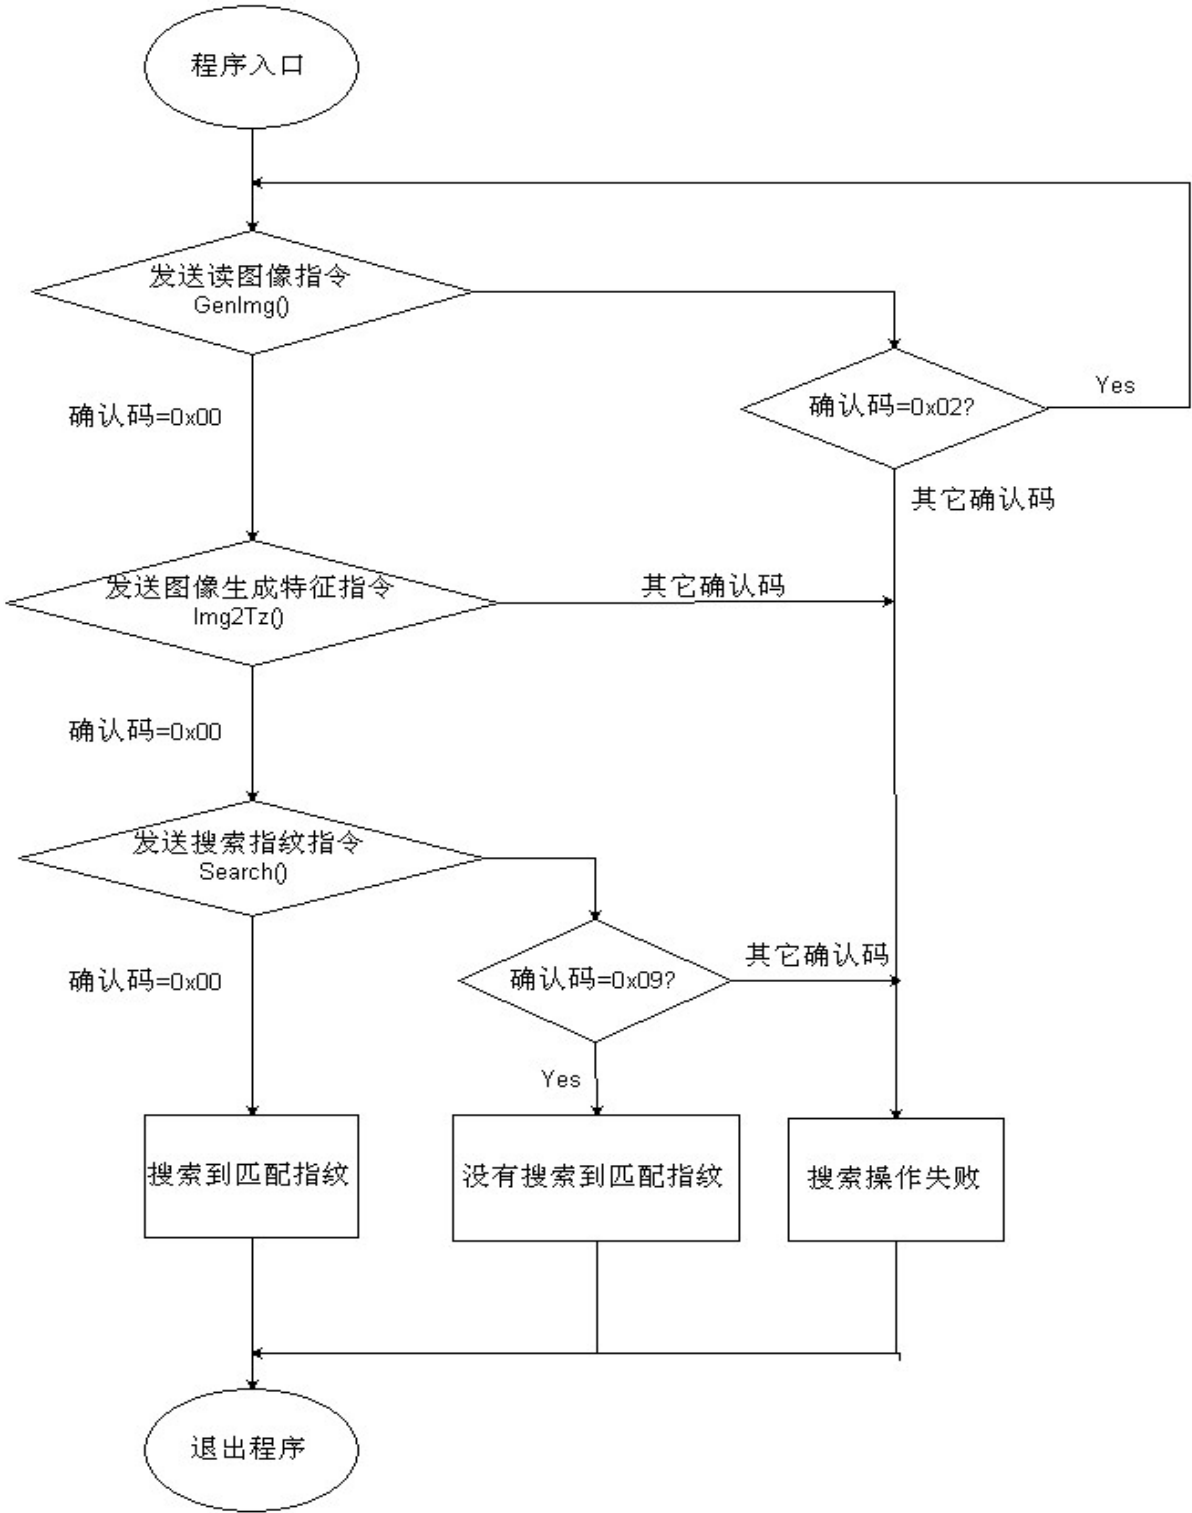 程序入口
发送读图像指令
GenImg()
确认码=0x00
确认码=0x02?
Yes
其它确认码
发送图像生成特征指令
Img2Tz()
其它确认码
确认码=0x00
发送搜索指纹指令
Search()
确认码=0x00
确认码=0x09?
其它确认码
Yes
搜索到匹配指纹
没有搜索到匹配指纹
搜索操作失败
退出程序